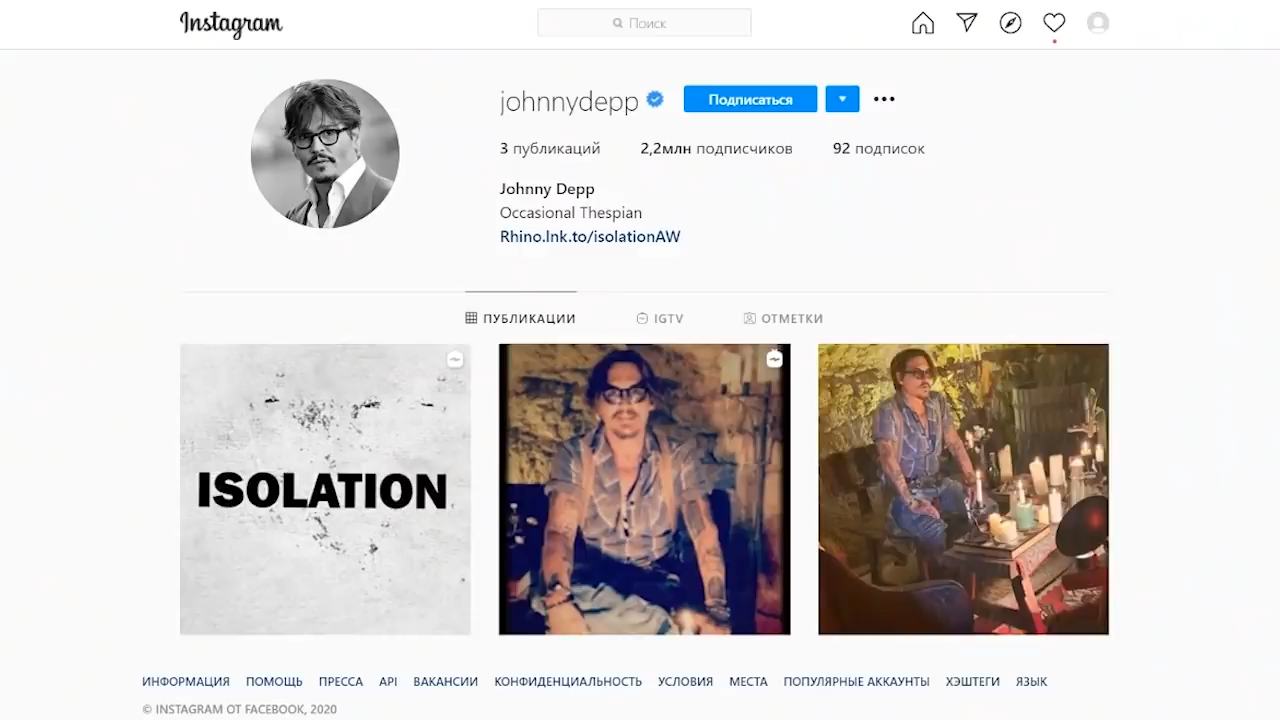 Instagram
Поиск
johnnydepp
Подписаться
3 публикаций 2,2млн подписчиков 92 подписок
Johnny Depp
Occasional Thespian
Rhino.lnk.to/isolationAW
ПУБЛИКАЦИИ IGTV ОТМЕТКИ
ISOLATION
ИНФОРМАЦИЯ ПОМОЩЬ ПРЕССА API ВАКАНСИИ КОНФИДЕНЦИАЛЬНОСТЬ УСЛОВИЯ МЕСТА ПОПУЛЯРНЫЕ АККАУНТЫ ХЭШТЕГИ ЯЗЫК
© INSTAGRAM ОТ FACEBOOK, 2020